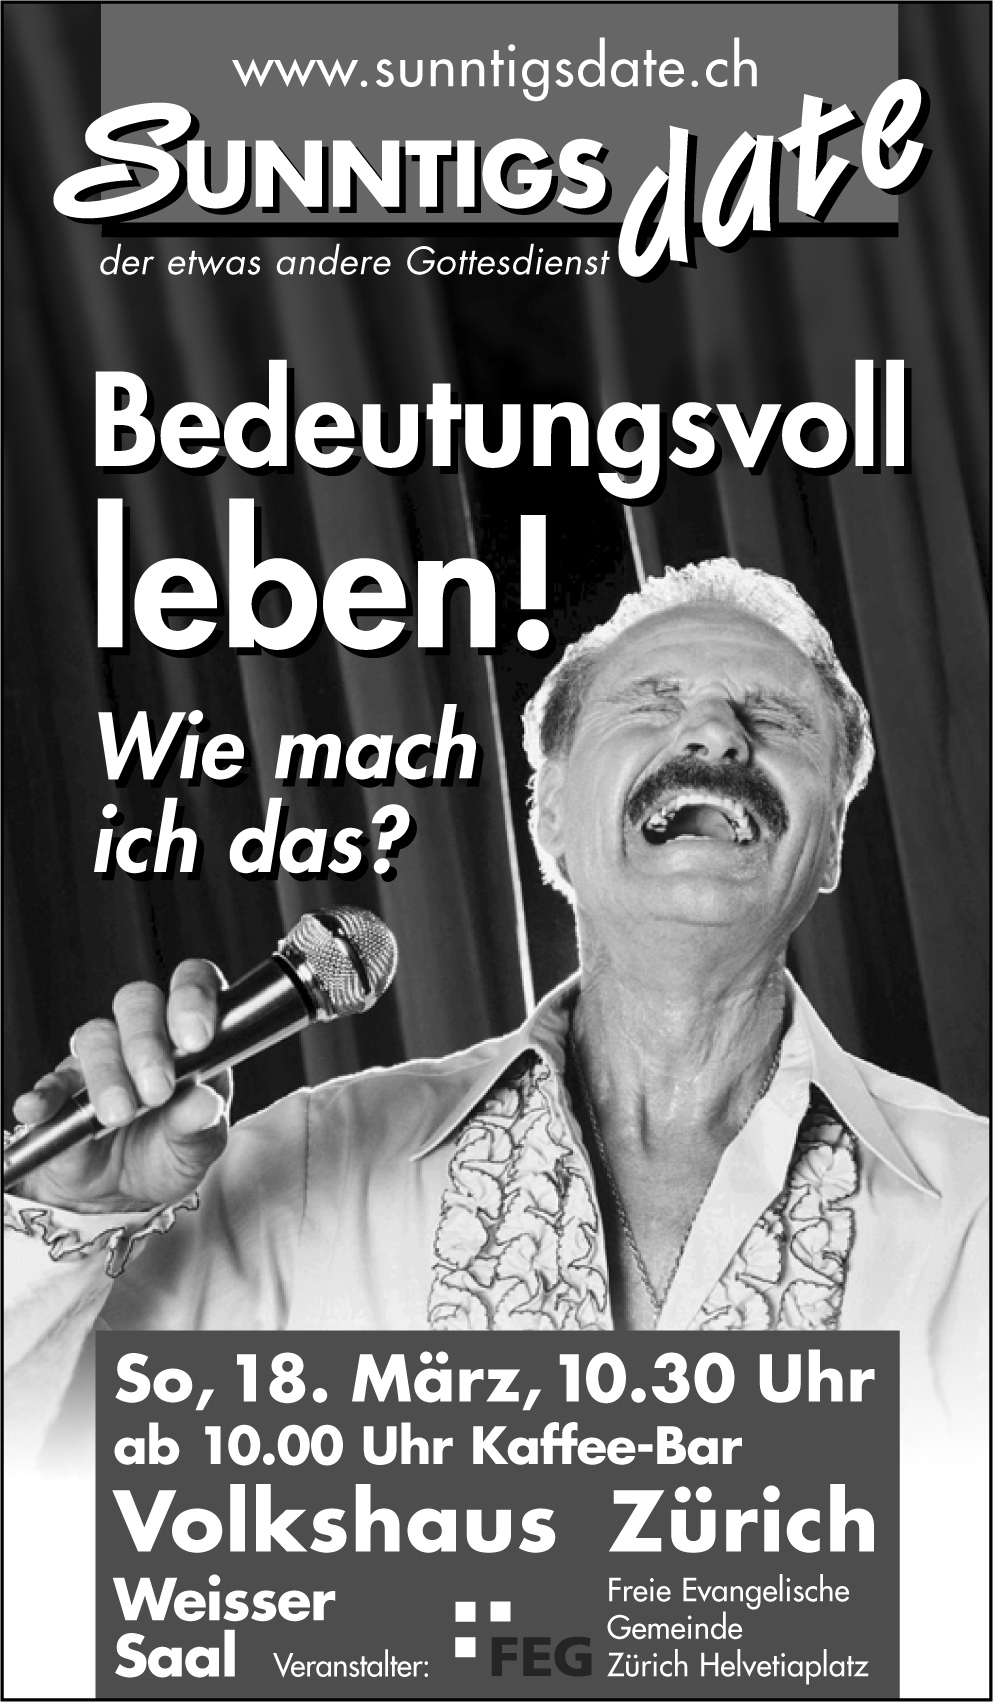 www.sunntigsdate.ch
SUNNTIGS date
der etwas andere Gottesdienst
Bedeutungsvoll
leben!
Wie mach
ich das?
So, 18. März, 10.30 Uhr
ab 10.00 Uhr Kaffee-Bar
Volkshaus Zürich
Weisser
Saal Veranstalter:
FEG
Freie Evangelische
Gemeinde
Zürich Helvetiaplatz